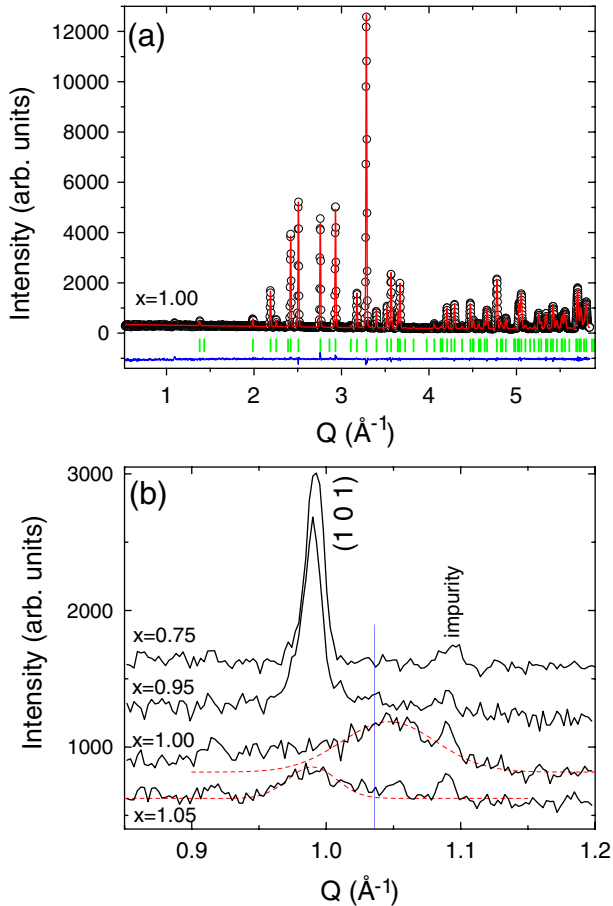 (a)
12000
10000
8000
6000
4000
2000
0
Intensity (arb. units)
x=1.00
1 2 3 4 5
Q (Å⁻¹)
(b)
3000
2000
1000
Intensity (arb. units)
(1 0 1)
impurity
x=0.75
x=0.95
x=1.00
x=1.05
0.9 1.0 1.1 1.2
Q (Å⁻¹)